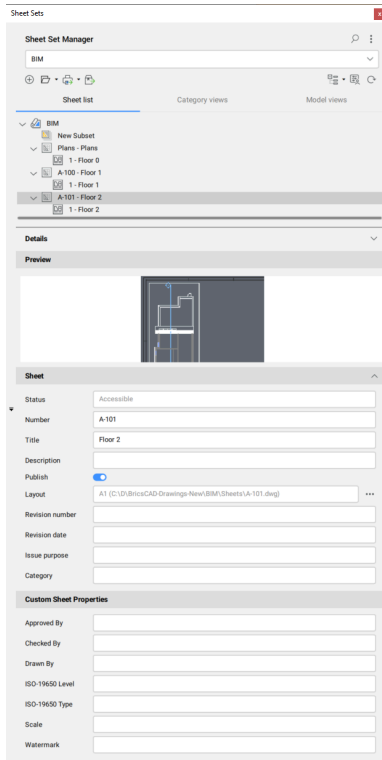 Sheet Sets
x
Sheet Set Manager
BIM
Sheet list Category views Model views
BIM
New Subset
Plans - Plans
1 - Floor 0
A-100 - Floor 1
1 - Floor 1
A-101 - Floor 2
1 - Floor 2
Details
Preview
Sheet
Status Accessible
Number A-101
Title Floor 2
Description
Publish
Layout A1 (C:\D\BricsCAD-Drawings-New\BIM\Sheets\A-101.dwg)
Revision number
Revision date
Issue purpose
Category
Custom Sheet Properties
Approved By
Checked By
Drawn By
ISO-19650 Level
ISO-19650 Type
Scale
Watermark